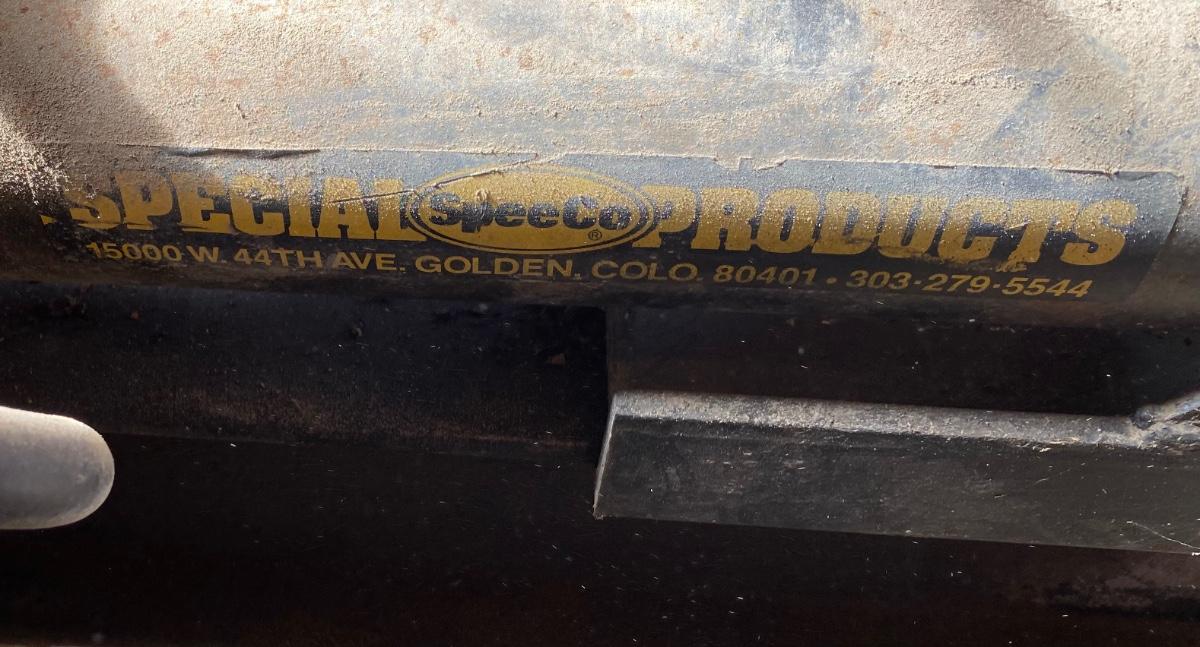 SPECIAL SpeeCo® PRODUCTS
15000 W. 44TH AVE. GOLDEN. COLO. 80401 • 303-279-5544